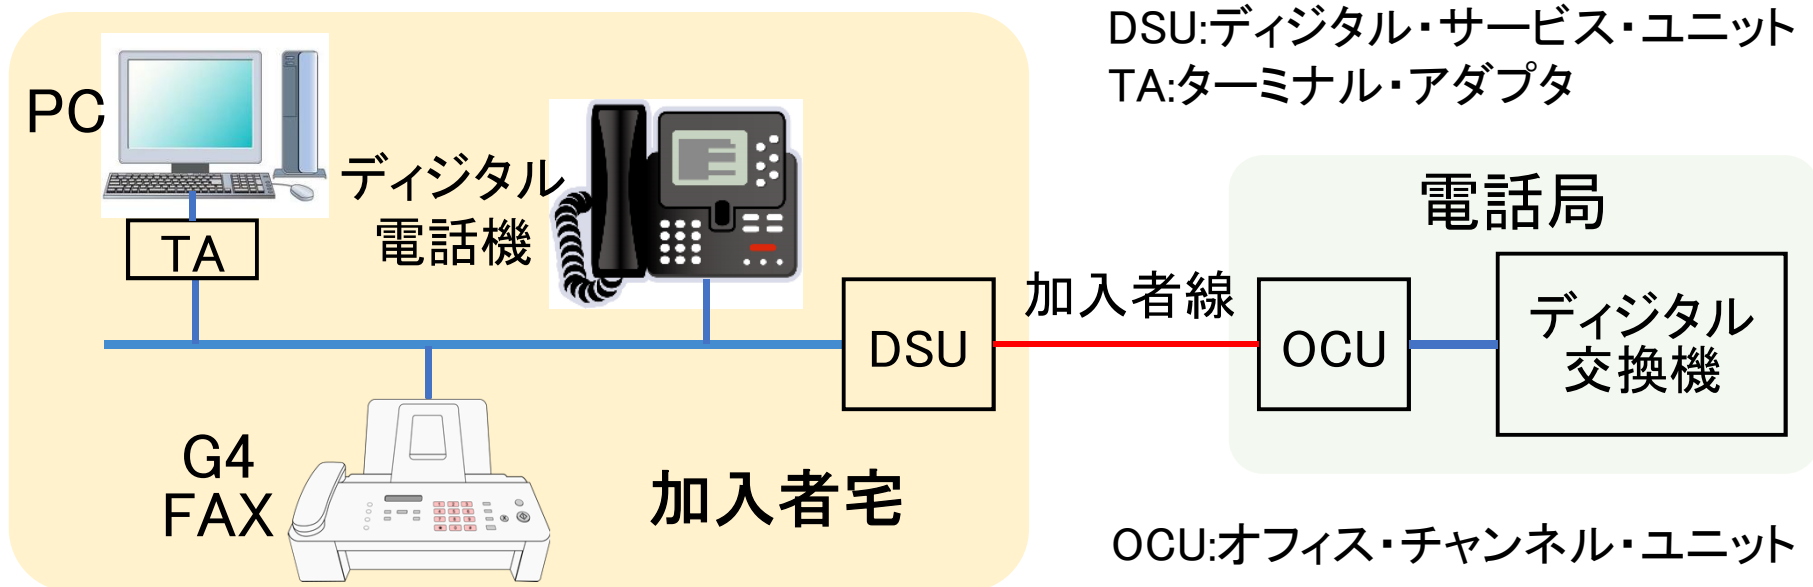 DSU:ディジタル・サービス・ユニット
TA:ターミナル・アダプタ
PC
TA
ディジタル
電話機
電話局
加入者線
DSU
OCU
ディジタル
交換機
G4
FAX
加入者宅
OCU:オフィス・チャンネル・ユニット